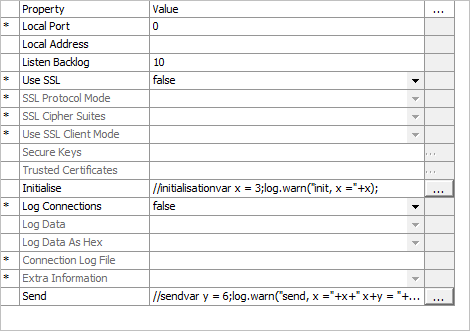 Property Value ...
* Local Port 0
Local Address
Listen Backlog 10
* Use SSL false
* SSL Protocol Mode
* SSL Cipher Suites
* Use SSL Client Mode
Secure Keys ...
Trusted Certificates ...
Initialise //initialisationvar x = 3;log.warn("init, x ="+x); ...
* Log Connections false
Log Data
Log Data As Hex
* Connection Log File
* Extra Information
Send //sendvar y = 6;log.warn("send, x ="+x+" x+y = "+... ...